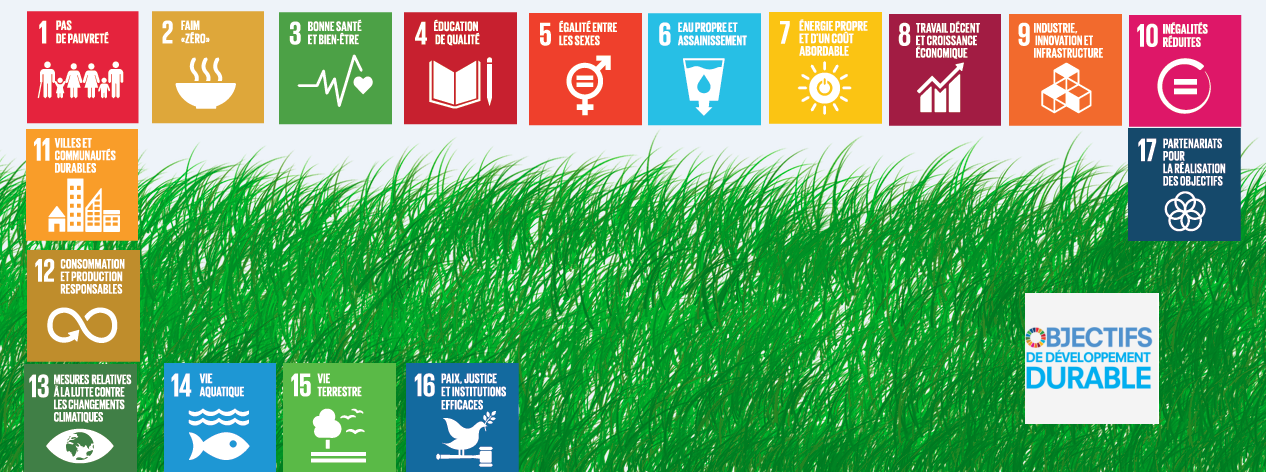 1 PAS
DE PAUVRETÉ
2 FAIM
«ZÉRO»
3 BONNE SANTÉ
ET BIEN-ÊTRE
4 ÉDUCATION
DE QUALITÉ
5 ÉGALITÉ ENTRE
LES SEXES
6 EAU PROPRE ET
ASSAINISSEMENT
7 ÉNERGIE PROPRE
ET D'UN COÛT
ABORDABLE
8 TRAVAIL DÉCENT
ET CROISSANCE
ÉCONOMIQUE
9 INDUSTRIE,
INNOVATION ET
INFRASTRUCTURE
10 INÉGALITÉS
RÉDUITES
11 VILLES ET
COMMUNAUTÉS
DURABLES
17 PARTENARIATS
POUR
LA RÉALISATION
DES OBJECTIFS
12 CONSOMMATION
ET PRODUCTION
RESPONSABLES
OBJECTIFS
DE DÉVELOPPEMENT
DURABLE
13 MESURES RELATIVES
À LA LUTTE CONTRE
LES CHANGEMENTS
CLIMATIQUES
14 VIE
AQUATIQUE
15 VIE
TERRESTRE
16 PAIX, JUSTICE
ET INSTITUTIONS
EFFICACES